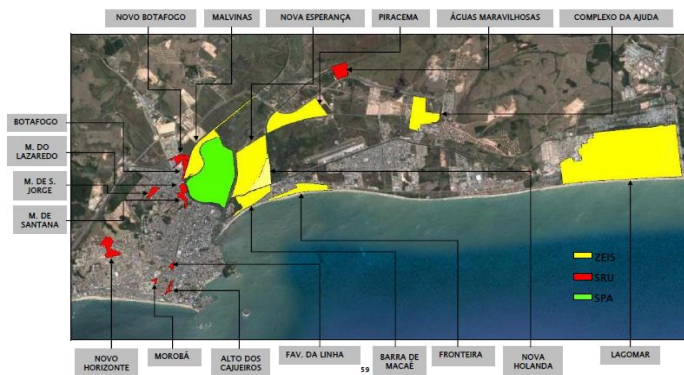 NOVO BOTAFOGO
MALVINAS
NOVA ESPERANÇA
PIRACEMA
ÁGUAS MARAVILHOSAS
COMPLEXO DA AJUDA
BOTAFOGO
M. DO
LAZAREDO
M. DE S.
JORGE
M. DE
SANTANA
ZEIS
SRU
SPA
NOVO
HORIZONTE
MOROBÁ
ALTO DOS
CAJUEIROS
FAV. DA LINHA
BARRA DE
MACAÉ
FRONTEIRA
NOVA
HOLANDA
LAGOMAR
59